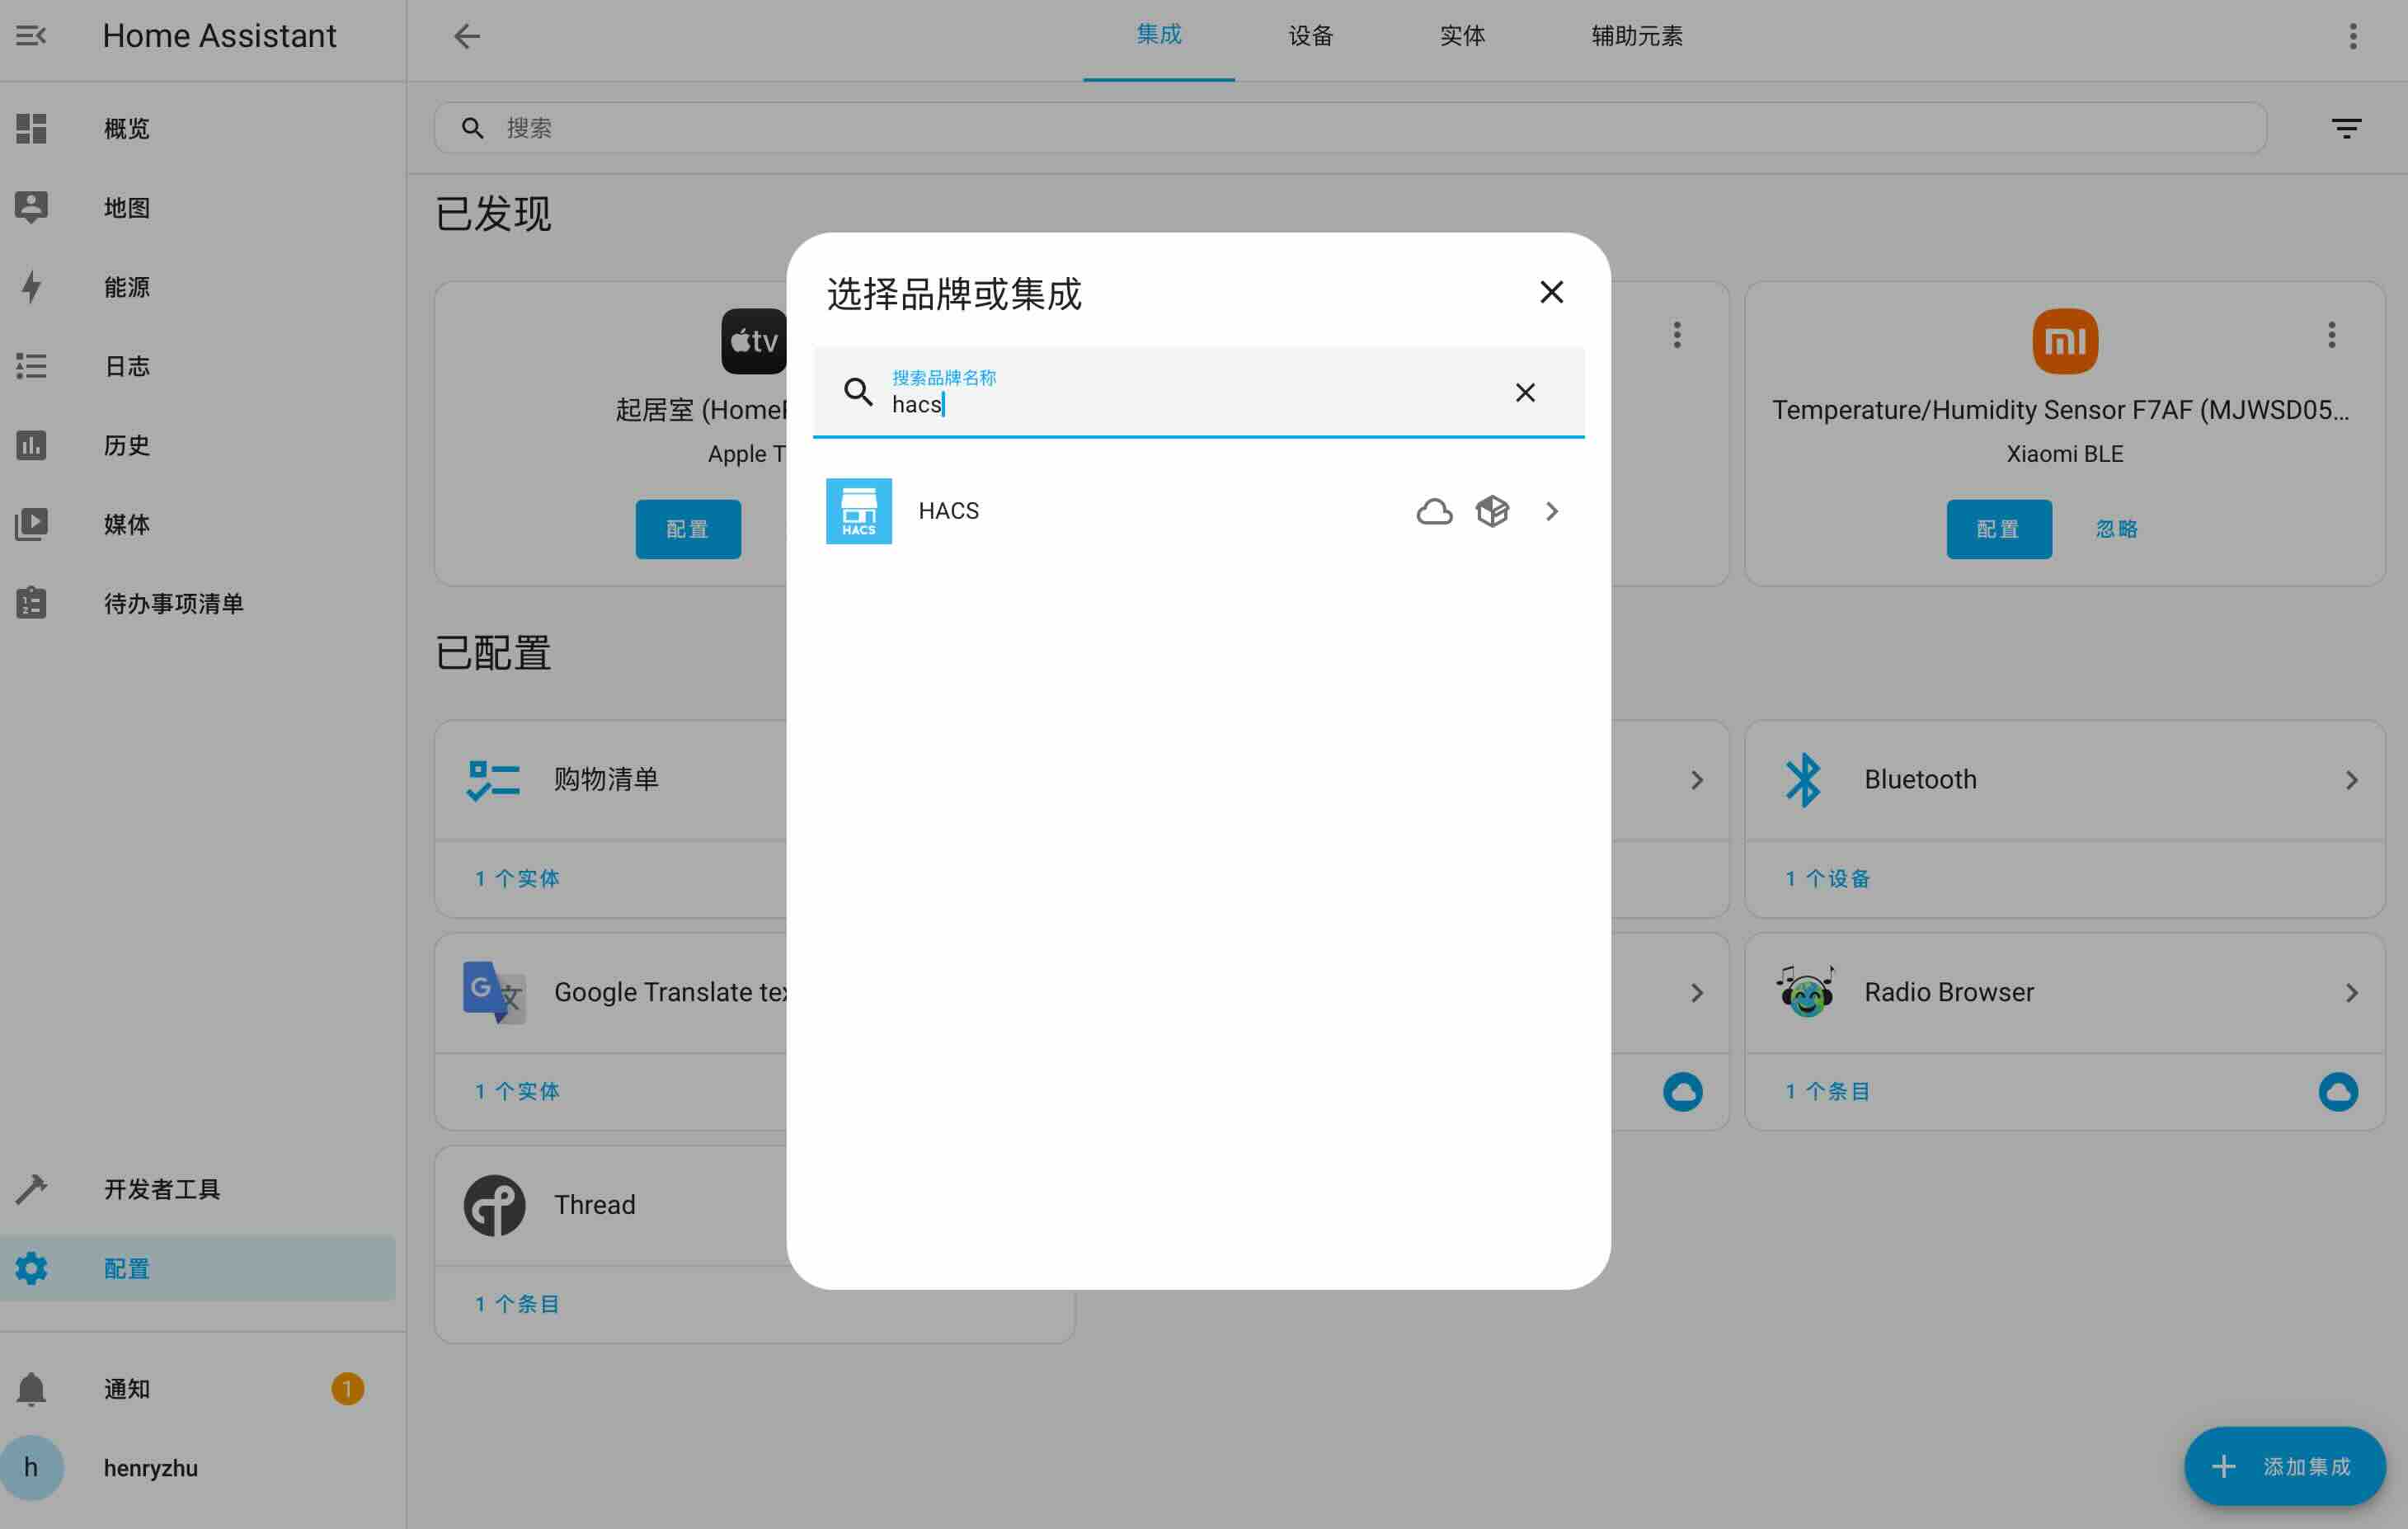 Home Assistant
概览
地图
能源
日志
历史
媒体
待办事项清单
开发者工具
配置
通知
1
h
henryzhu
集成
设备
实体
辅助元素
搜索
已发现
tv
起居室 (Home
Apple T
配置
mi
Temperature/Humidity Sensor F7AF (MJWSD05...
Xiaomi BLE
配置
忽略
选择品牌或集成
搜索品牌名称
hacs
HACS
HACS
已配置
购物清单
1 个实体
Bluetooth
1 个设备
G 文
Google Translate te
1 个实体
Radio Browser
1 个条目
Thread
1 个条目
添加集成